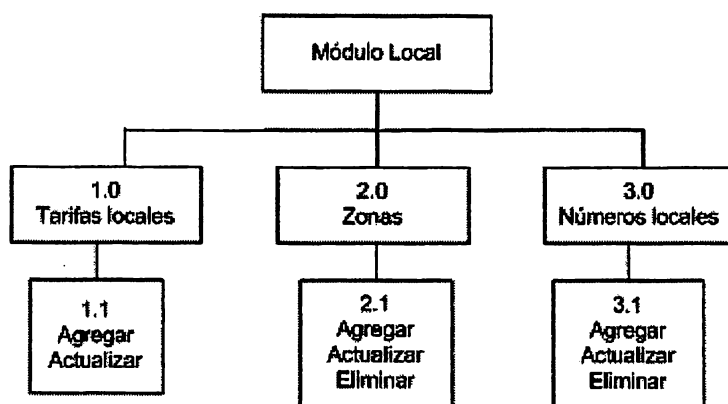 Módulo Local
1.0
Tarifas locales
2.0
Zonas
3.0
Números locales
1.1
Agregar
Actualizar
2.1
Agregar
Actualizar
Eliminar
3.1
Agregar
Actualizar
Eliminar